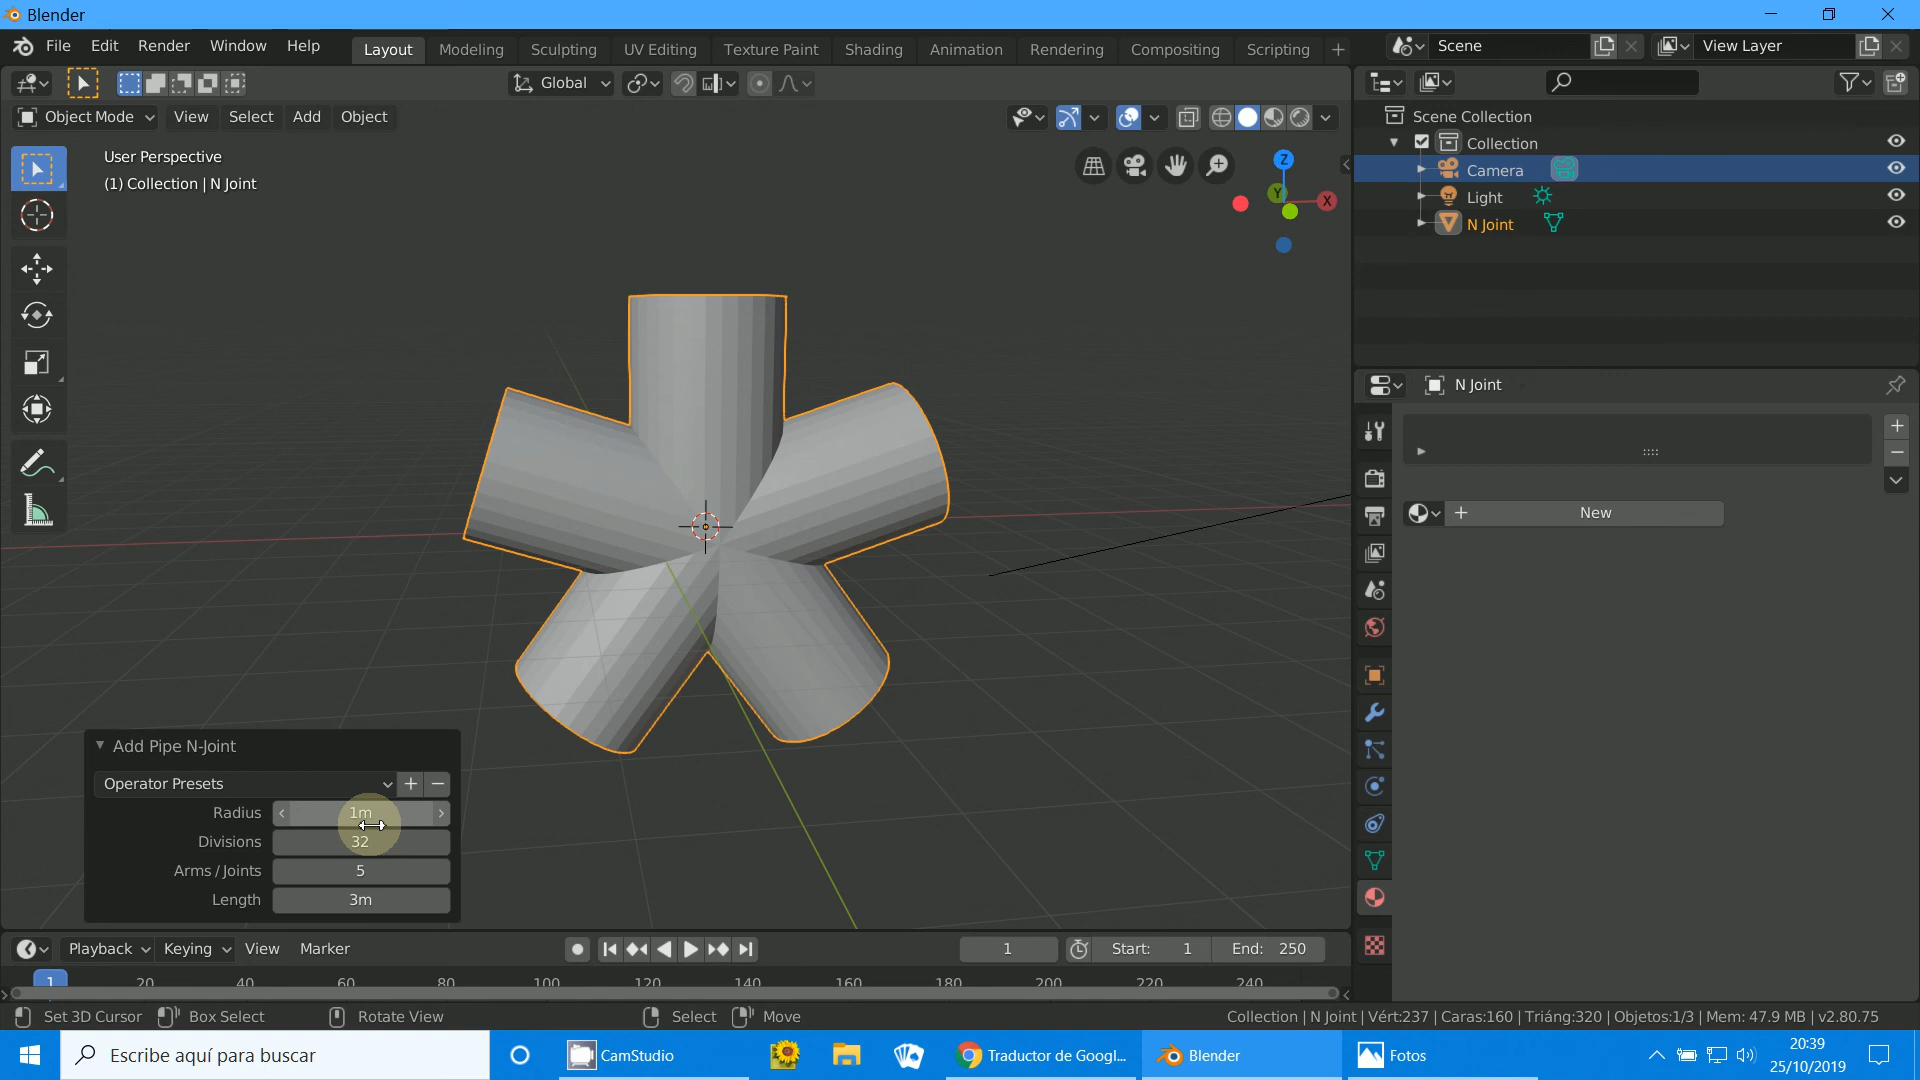 Blender
File Edit Render Window Help
Layout Modeling Sculpting UV Editing Texture Paint Shading Animation Rendering Compositing Scripting
Scene
View Layer
Global
Object Mode View Select Add Object
User Perspective
(1) Collection | N Joint
Z
Y
X
Scene Collection
Collection
Camera
Light
N Joint
N Joint
New
Add Pipe N-Joint
Operator Presets
Radius 1m
Divisions 32
Arms / Joints 5
Length 3m
Playback Keying View Marker
1
Start: 1
End: 250
1 20 40 60 80 100 120 140 160 180 200 220 240
Set 3D Cursor Box Select Rotate View Select Move
Collection | N Joint | Vért:237 | Caras:160 | Triáng:320 | Objetos:1/3 | Mem: 47.9 MB | v2.80.75
Escribe aquí para buscar
CamStudio
Traductor de Googl...
Blender
Fotos
20:39
25/10/2019